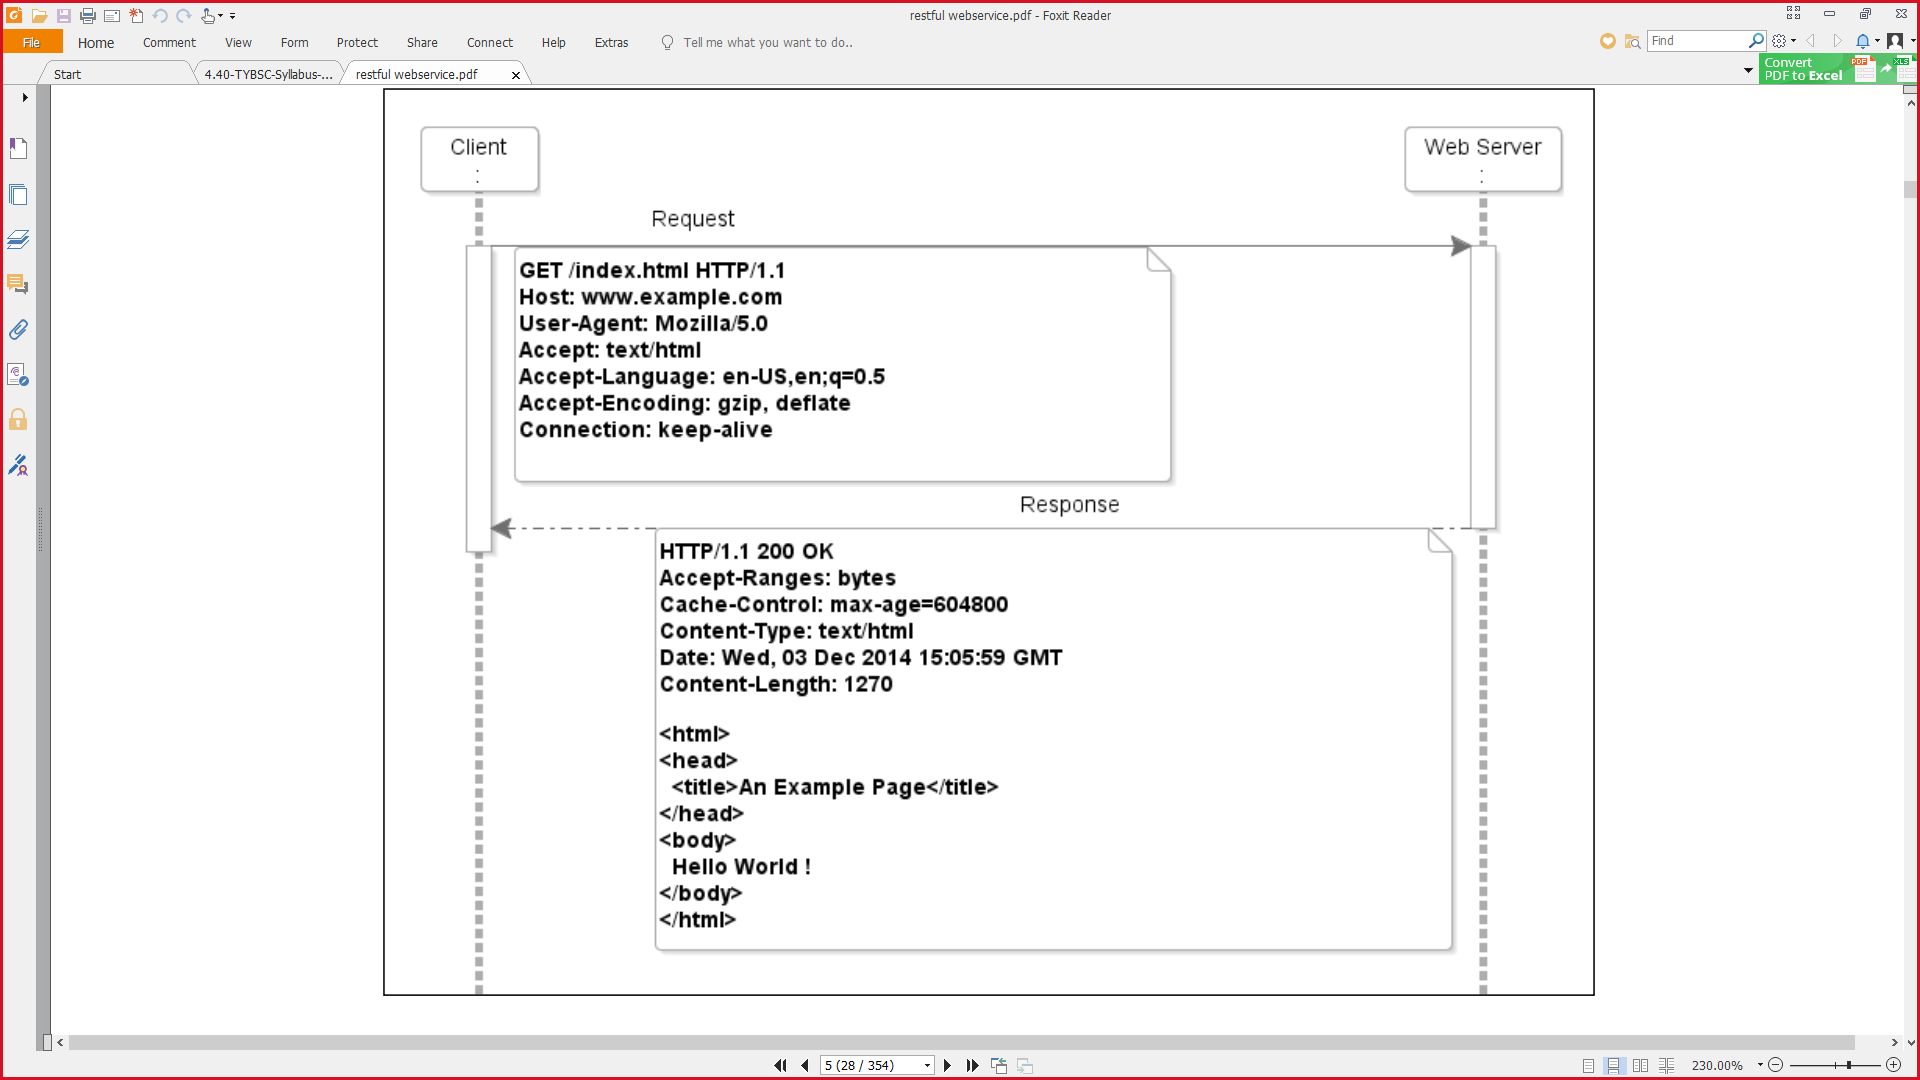 restful webservice.pdf - Foxit Reader
File Home Comment View Form Protect Share Connect Help Extras Tell me what you want to do.. Find
Start 4.40-TYBSC-Syllabus-... restful webservice.pdf
Convert
PDF to Excel
PDF
XLS
Client
:
Web Server
:
Request
GET /index.html HTTP/1.1
Host: www.example.com
User-Agent: Mozilla/5.0
Accept: text/html
Accept-Language: en-US,en;q=0.5
Accept-Encoding: gzip, deflate
Connection: keep-alive
Response
HTTP/1.1 200 OK
Accept-Ranges: bytes
Cache-Control: max-age=604800
Content-Type: text/html
Date: Wed, 03 Dec 2014 15:05:59 GMT
Content-Length: 1270
<html>
<head>
<title>An Example Page</title>
</head>
<body>
Hello World !
</body>
</html>
5 (28 / 354) 230.00%